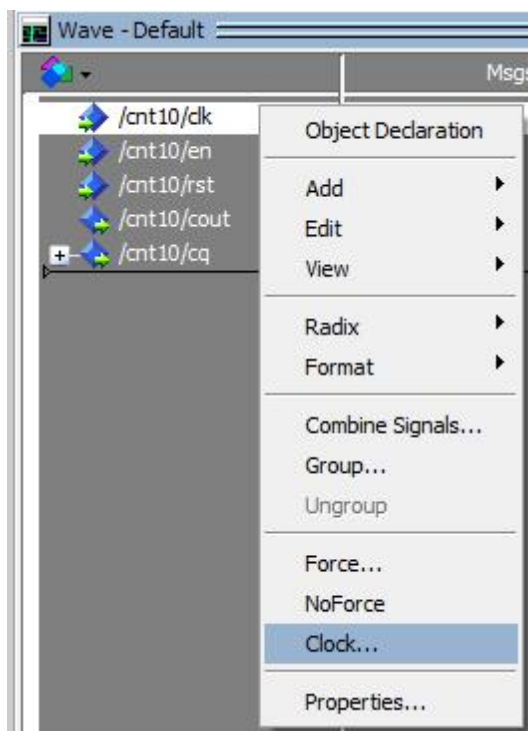 Wave - Default
Msgs
/cnt10/clk
/cnt10/en
/cnt10/rst
/cnt10/cout
/cnt10/cq
Object Declaration
Add
Edit
View
Radix
Format
Combine Signals...
Group...
Ungroup
Force...
NoForce
Clock...
Properties...